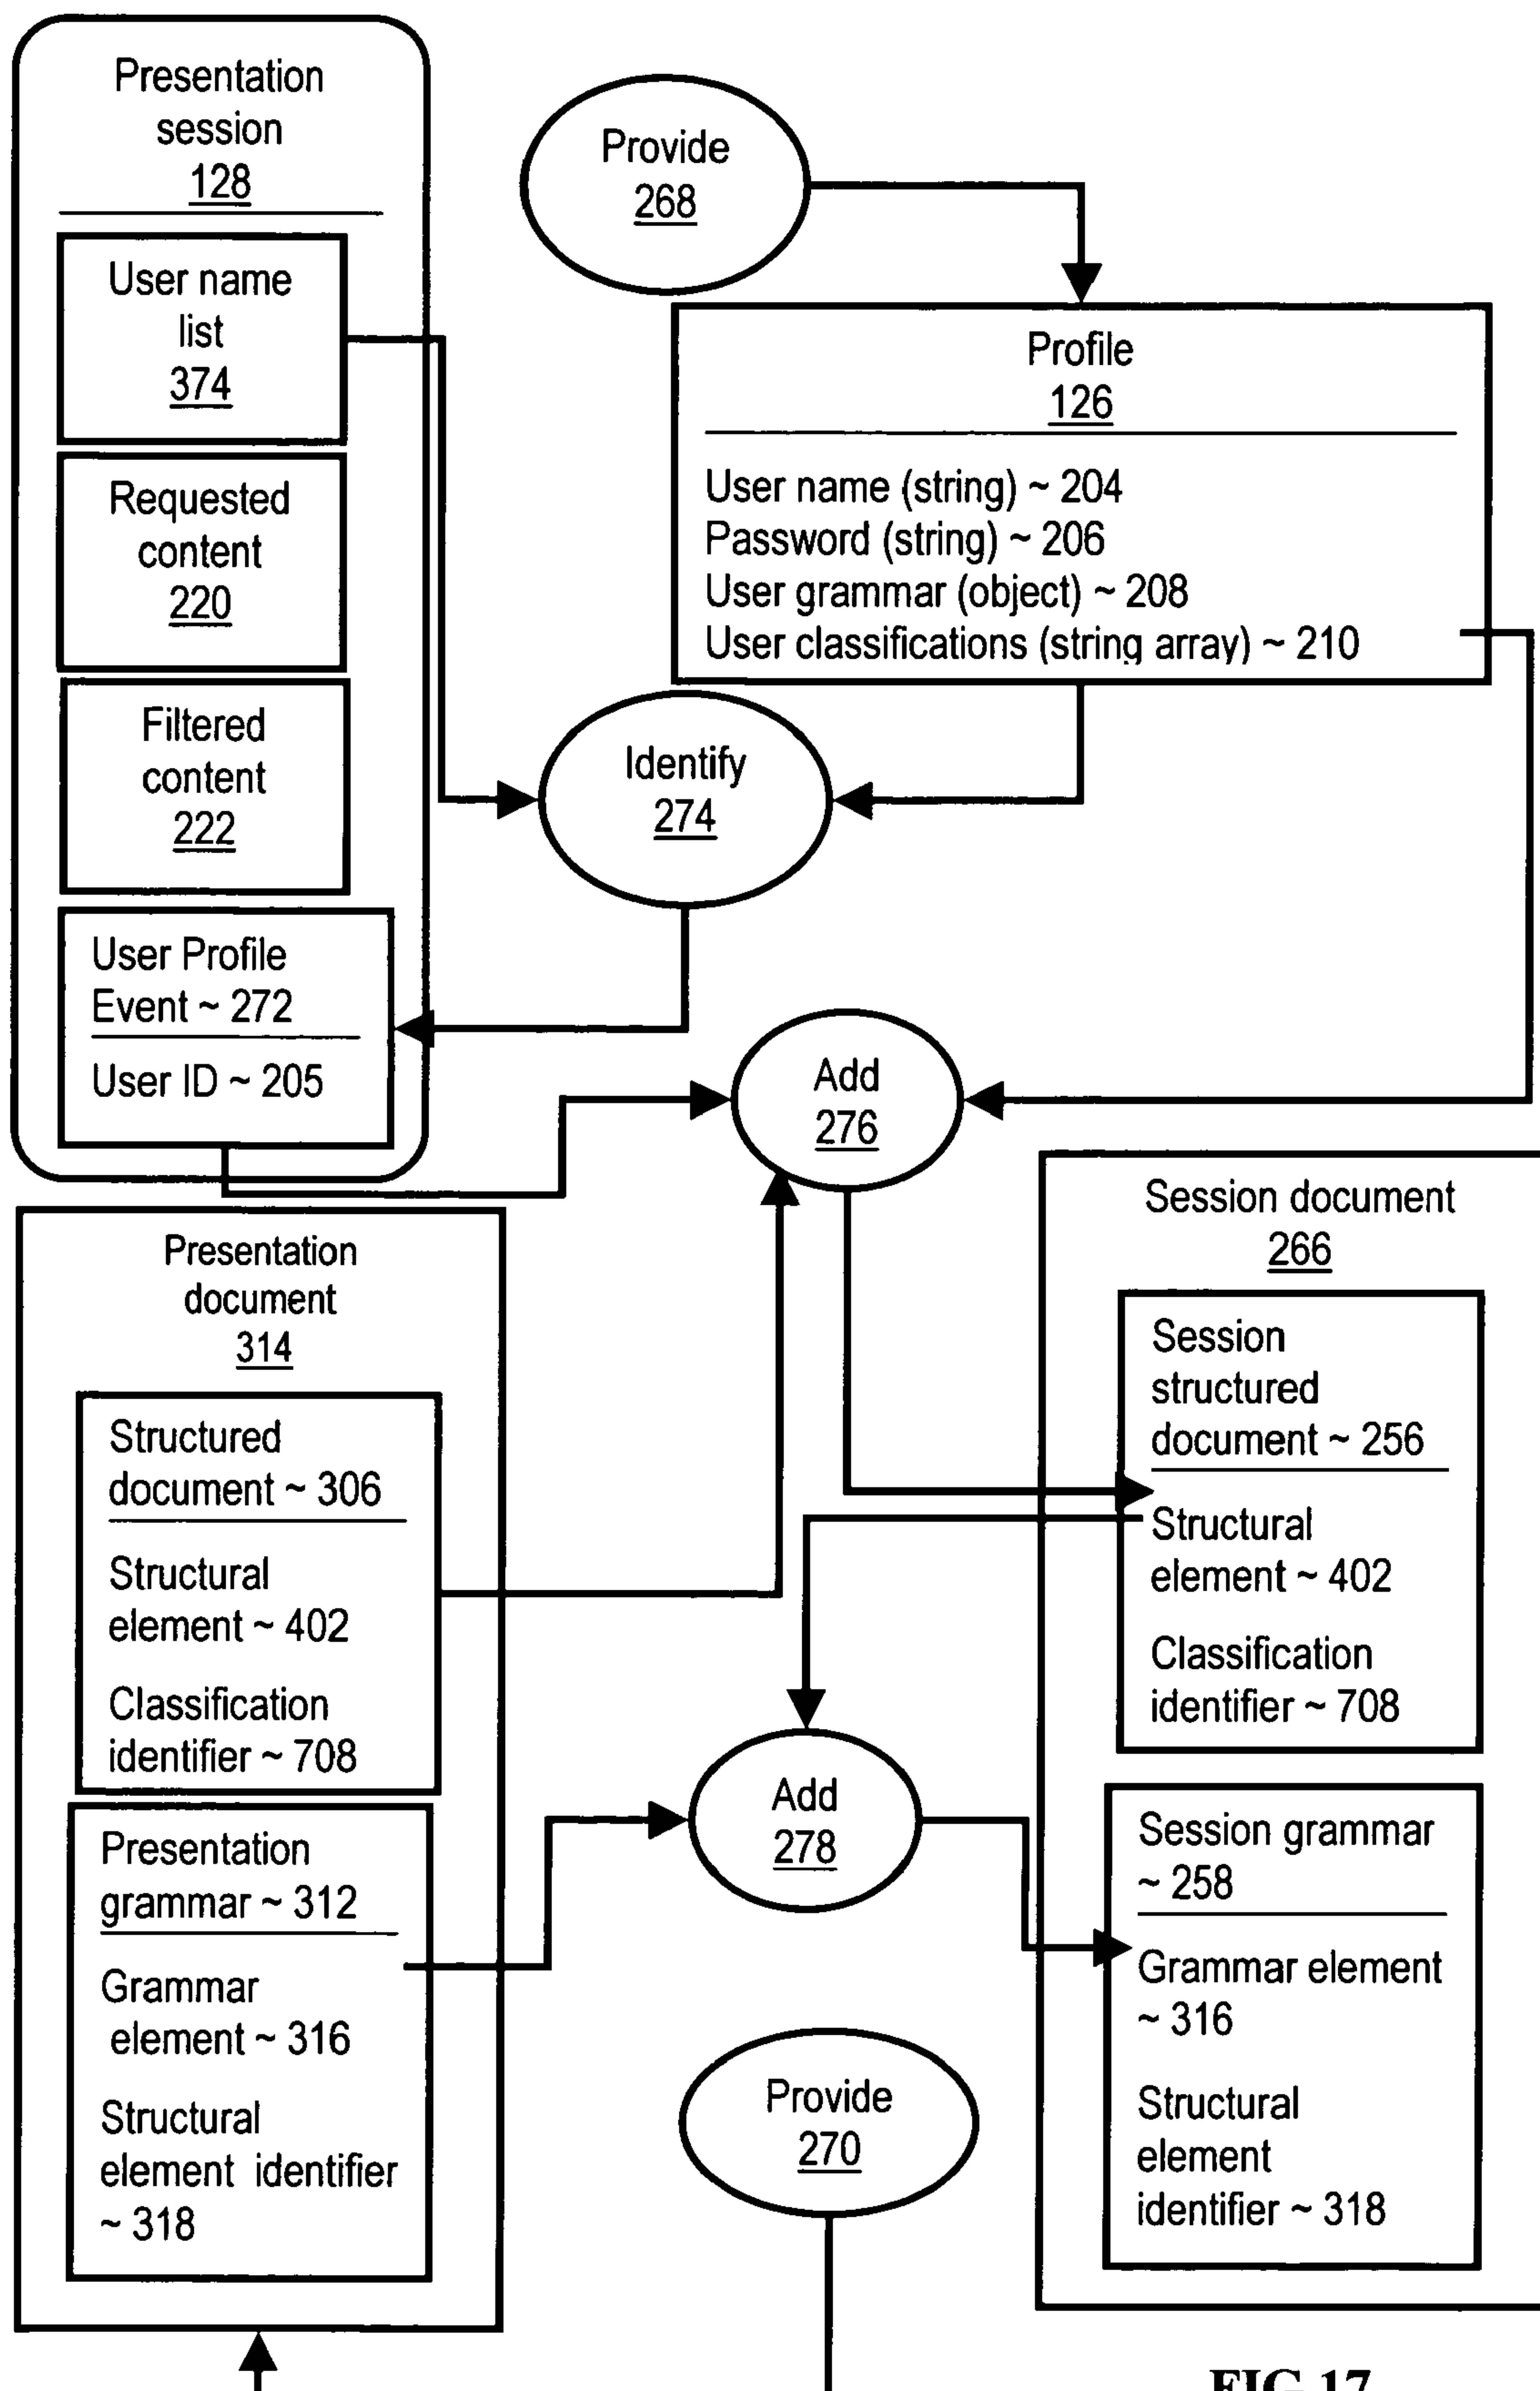 Presentation
session
128
User name
list
374
Requested
content
220
Filtered
content
222
User Profile
Event ~ 272
User ID ~ 205
Provide
268
Profile
126
User name (string) ~ 204
Password (string) ~ 206
User grammar (object) ~ 208
User classifications (string array) ~ 210
Identify
274
Add
276
Presentation
document
314
Structured
document ~ 306
Structural
element ~ 402
Classification
identifier ~ 708
Presentation
grammar ~ 312
Grammar
element ~ 316
Structural
element identifier
~ 318
Add
278
Provide
270
Session document
266
Session
structured
document ~ 256
Structural
element ~ 402
Classification
identifier ~ 708
Session grammar
~ 258
Grammar element
~ 316
Structural
element
identifier ~ 318
FIG 17